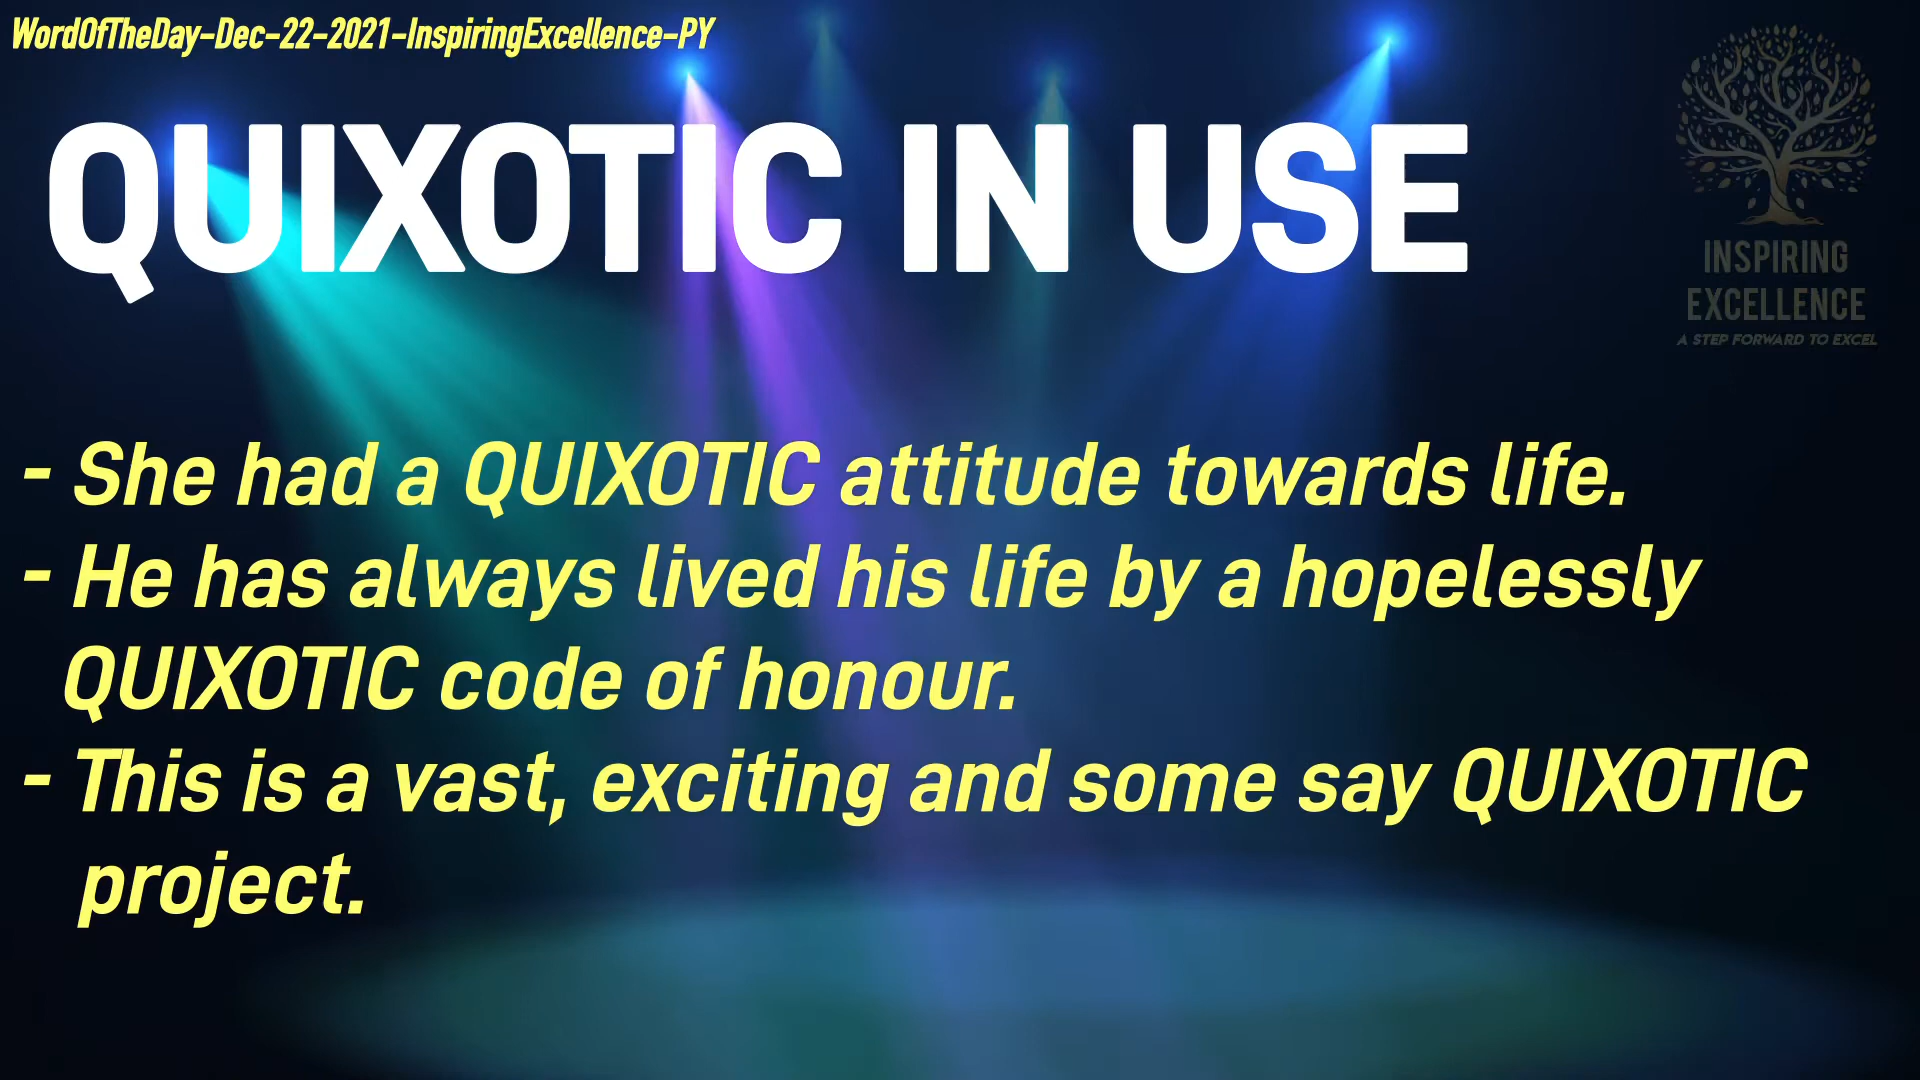 WordOfTheDay-Dec-22-2021-InspiringExcellence-PY
QUIXOTIC IN USE
INSPIRING
EXCELLENCE
A STEP FORWARD TO EXCEL
- She had a QUIXOTIC attitude towards life.
- He has always lived his life by a hopelessly
QUIXOTIC code of honour.
- This is a vast, exciting and some say QUIXOTIC
project.